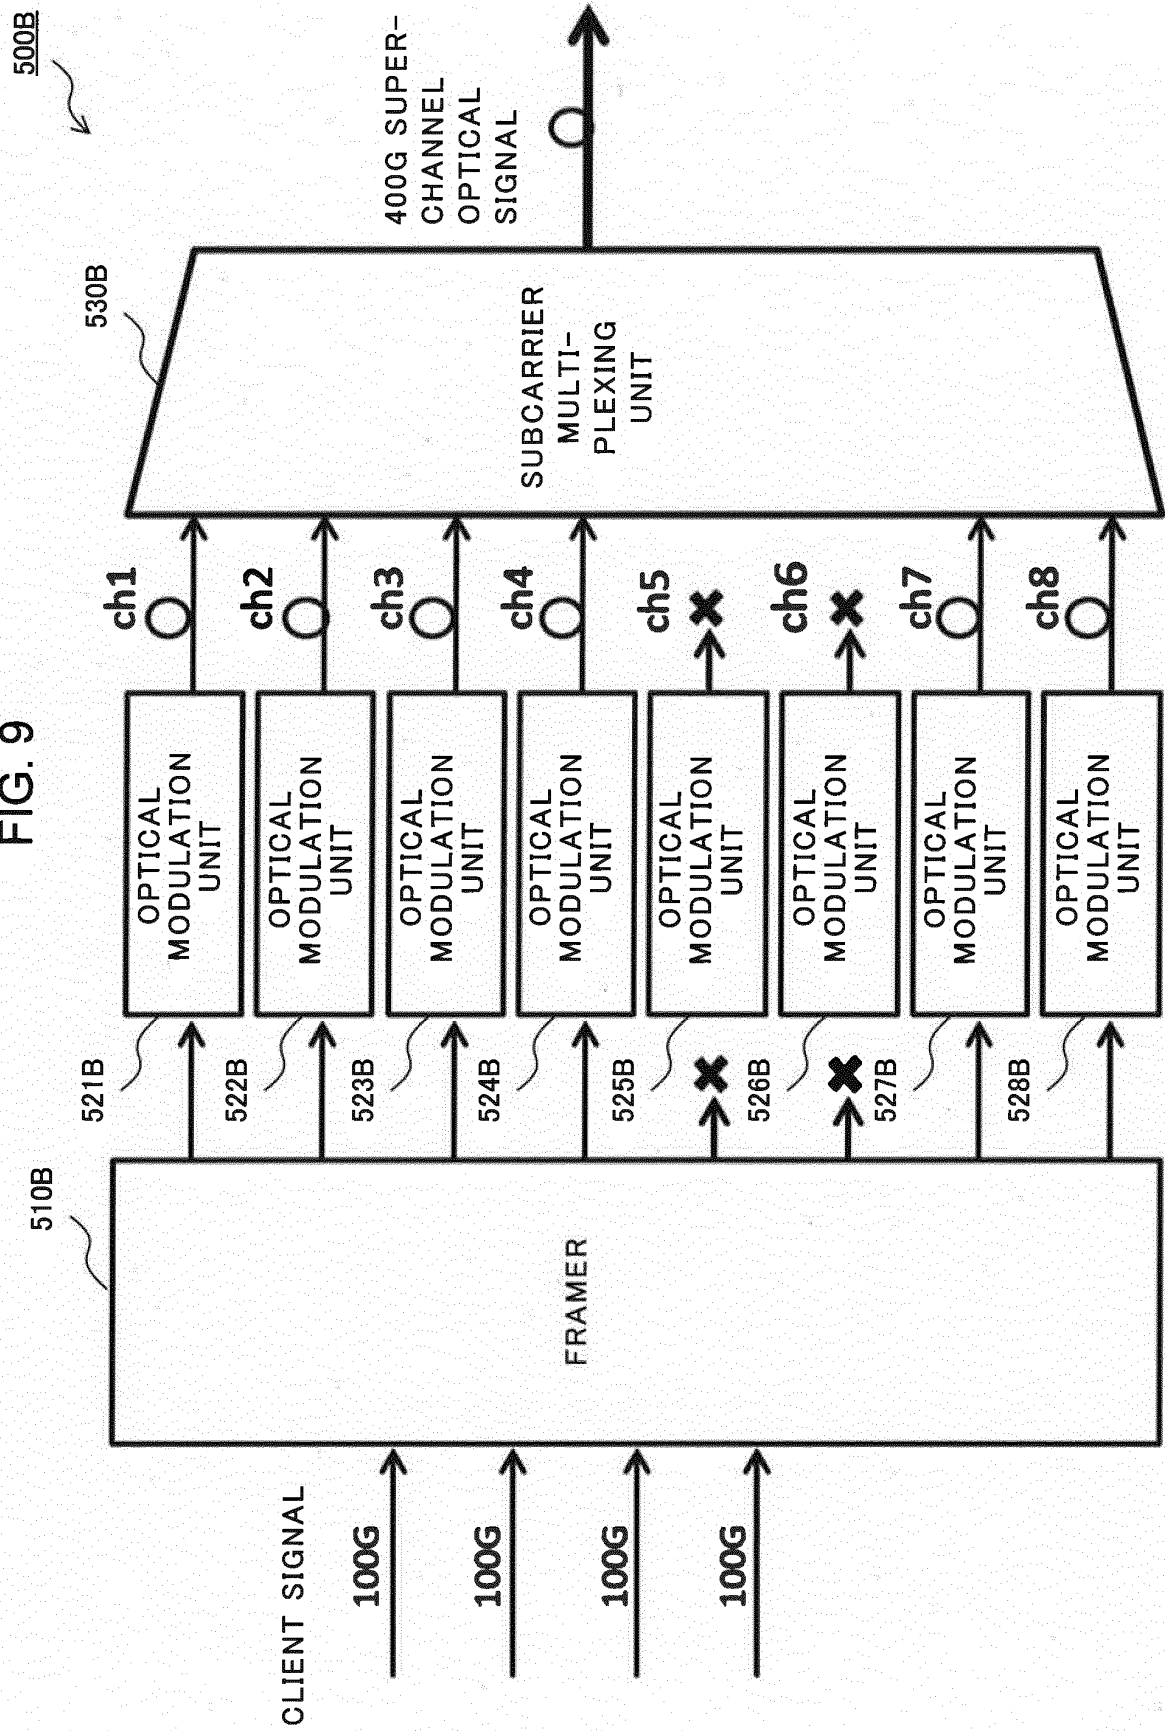 FIG. 9
500B
CLIENT SIGNAL
100G
100G
100G
100G
510B
FRAMER
521B
OPTICAL
MODULATION
UNIT
ch1
522B
OPTICAL
MODULATION
UNIT
ch2
523B
OPTICAL
MODULATION
UNIT
ch3
524B
OPTICAL
MODULATION
UNIT
ch4
525B
OPTICAL
MODULATION
UNIT
ch5
526B
OPTICAL
MODULATION
UNIT
ch6
527B
OPTICAL
MODULATION
UNIT
ch7
528B
OPTICAL
MODULATION
UNIT
ch8
530B
SUBCARRIER
MULTI-
PLEXING
UNIT
400G SUPER-
CHANNEL
OPTICAL
SIGNAL